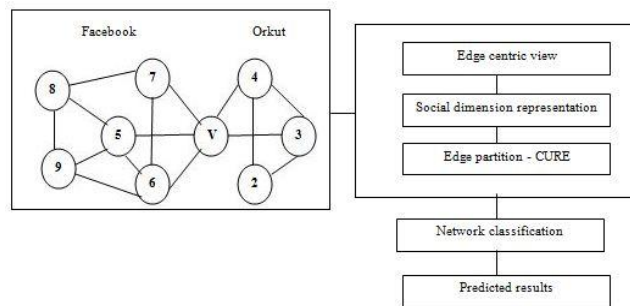 Facebook
Orkut
8
7
5
9
6
V
4
3
2
Edge centric view
Social dimension representation
Edge partition - CURE
Network classification
Predicted results